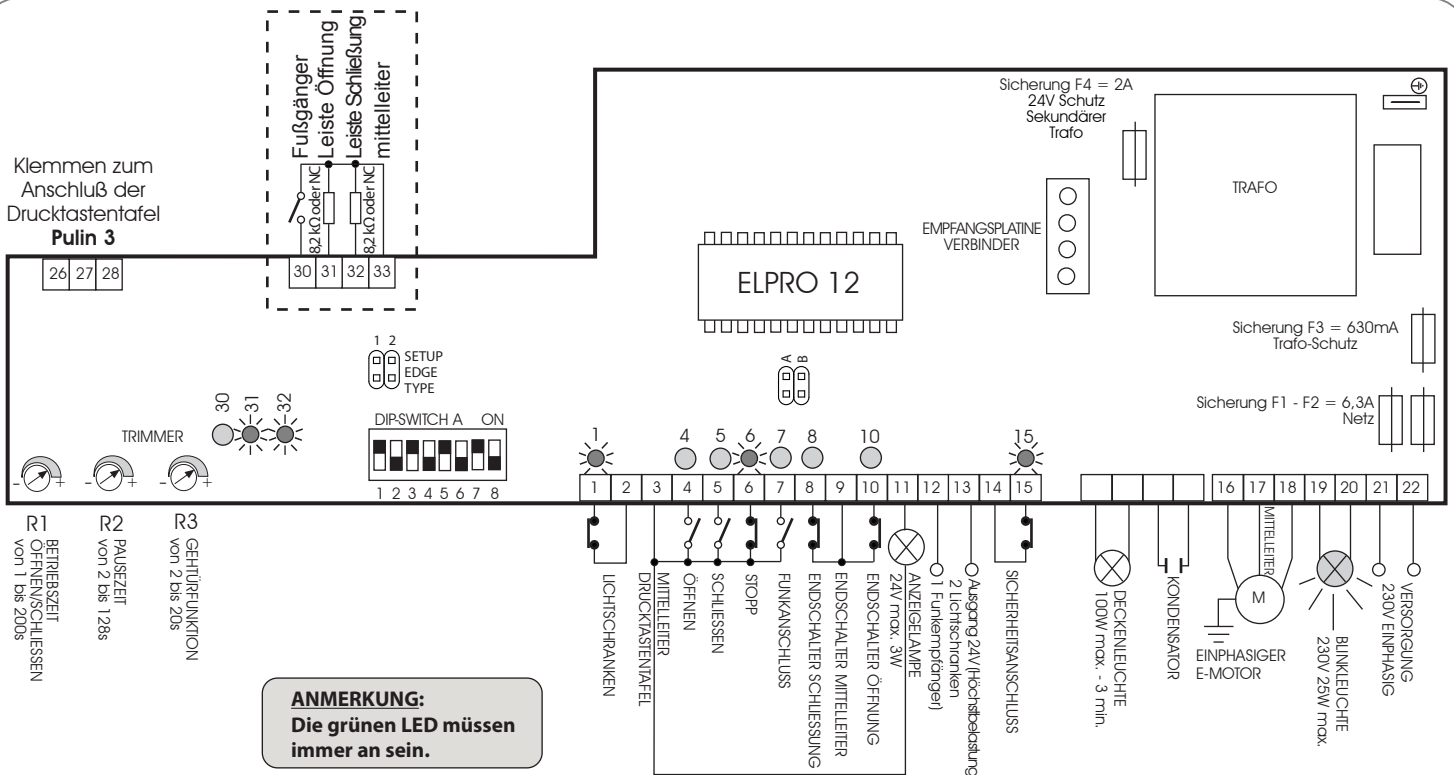 Fußgänger
Leiste Öffnung
Leiste Schließung
mittelleiter
8,2 kΩ oder NC
8,2 kΩ oder NC
30 31 32 33
Klemmen zum
Anschluß der
Drucktastentafel
Pulin 3
26 27 28
Sicherung F4 = 2A
24V Schutz
Sekundärer
Trafo
TRAFO
EMPFANGSPLATINE
VERBINDER
ELPRO 12
Sicherung F3 = 630mA
Trafo-Schutz
Sicherung F1 - F2 = 6,3A
Netz
1 2
SETUP
EDGE
TYPE
A B
DIP-SWITCH A ON
1 2 3 4 5 6 7 8
TRIMMER
30 31 32
- + - + - +
R1
BETRIEBSZEIT
ÖFFNEN/SCHLIESSEN
von 1 bis 200s
R2
PAUSEZEIT
von 2 bis 128s
R3
GEHTÜRFUNKTION
von 2 bis 20s
1 4 5 6 7 8 10 15
1 2 3 4 5 6 7 8 9 10 11 12 13 14 15
16 17 18 19 20 21 22
LICHTSCHRANKEN
DRUCKTASTENTAFEL
MITTELLEITER
ÖFFNEN
SCHLIESSEN
STOPP
FUNKANSCHLUSS
ENDSCHALTER SCHLIESSUNG
ENDSCHALTER MITTELLEITER
ENDSCHALTER ÖFFNUNG
ANZEIGELAMPE
24V max. 3W
1 Funkempfänger)
2 Lichtschranken
Ausgang 24V (Höchstbelastung
SICHERHEITSANSCHLUSS
DECKENLEUCHTE
100W max. - 3 min.
KONDENSATOR
MITTELLEITER
M
EINPHASIGER
E-MOTOR
BLINKLEUCHTE
230V 25W max.
VERSORGUNG
230V EINPHASIG
ANMERKUNG:
Die grünen LED müssen
immer an sein.